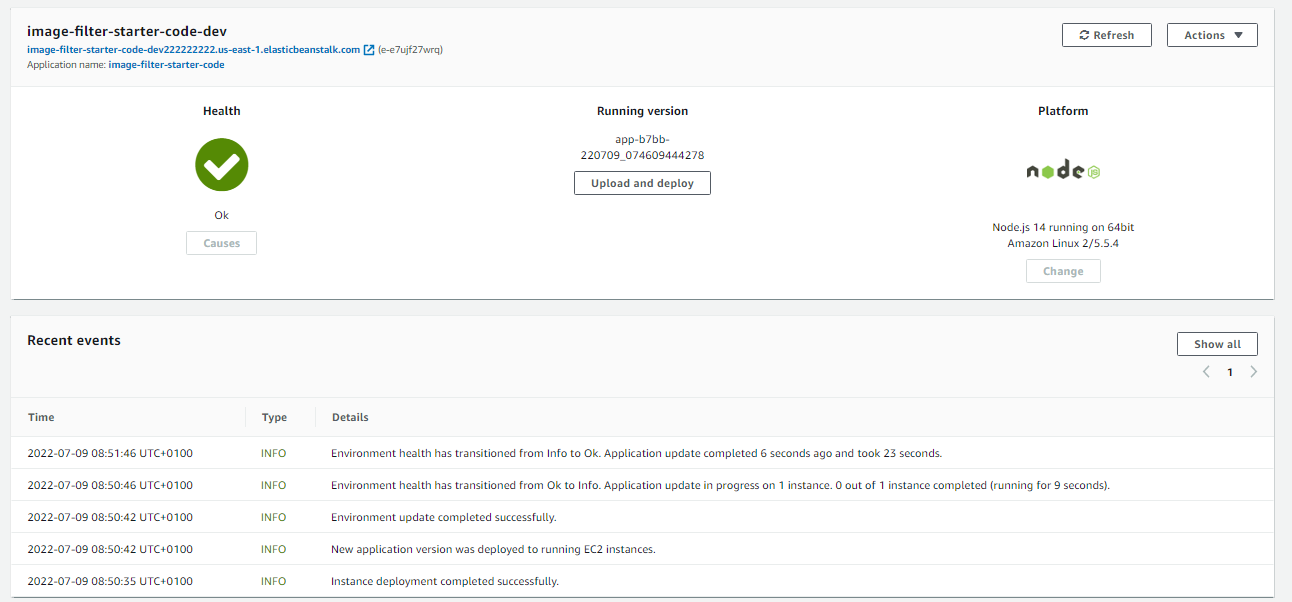 image-filter-starter-code-dev
image-filter-starter-code-dev222222222.us-east-1.elasticbeanstalk.com (e-e7ujf27wrq)
Application name: image-filter-starter-code
Refresh
Actions
Health
Ok
Causes
Running version
app-b7bb-
220709_074609444278
Upload and deploy
Platform
node
JS
Node.js 14 running on 64bit
Amazon Linux 2/5.5.4
Change
Recent events
Show all
1
Time Type Details
2022-07-09 08:51:46 UTC+0100 INFO Environment health has transitioned from Info to Ok. Application update completed 6 seconds ago and took 23 seconds.
2022-07-09 08:50:46 UTC+0100 INFO Environment health has transitioned from Ok to Info. Application update in progress on 1 instance. 0 out of 1 instance completed (running for 9 seconds).
2022-07-09 08:50:42 UTC+0100 INFO Environment update completed successfully.
2022-07-09 08:50:42 UTC+0100 INFO New application version was deployed to running EC2 instances.
2022-07-09 08:50:35 UTC+0100 INFO Instance deployment completed successfully.